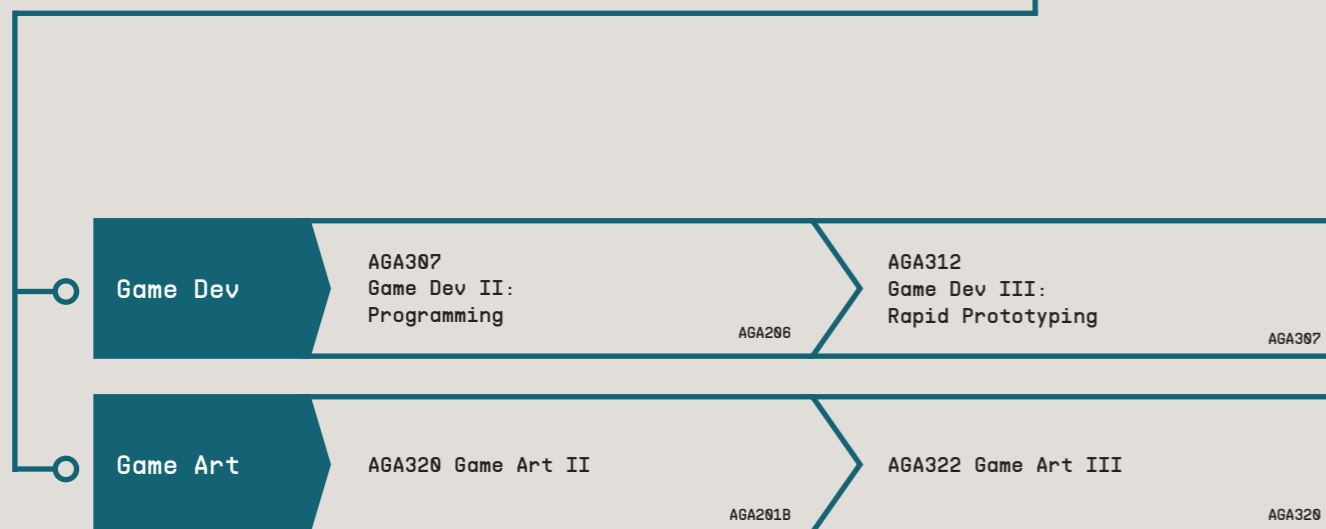 Game Dev
AGA307
Game Dev II:
Programming
AGA206
AGA312
Game Dev III:
Rapid Prototyping
AGA307
Game Art
AGA320 Game Art II
AGA201B
AGA322 Game Art III
AGA320